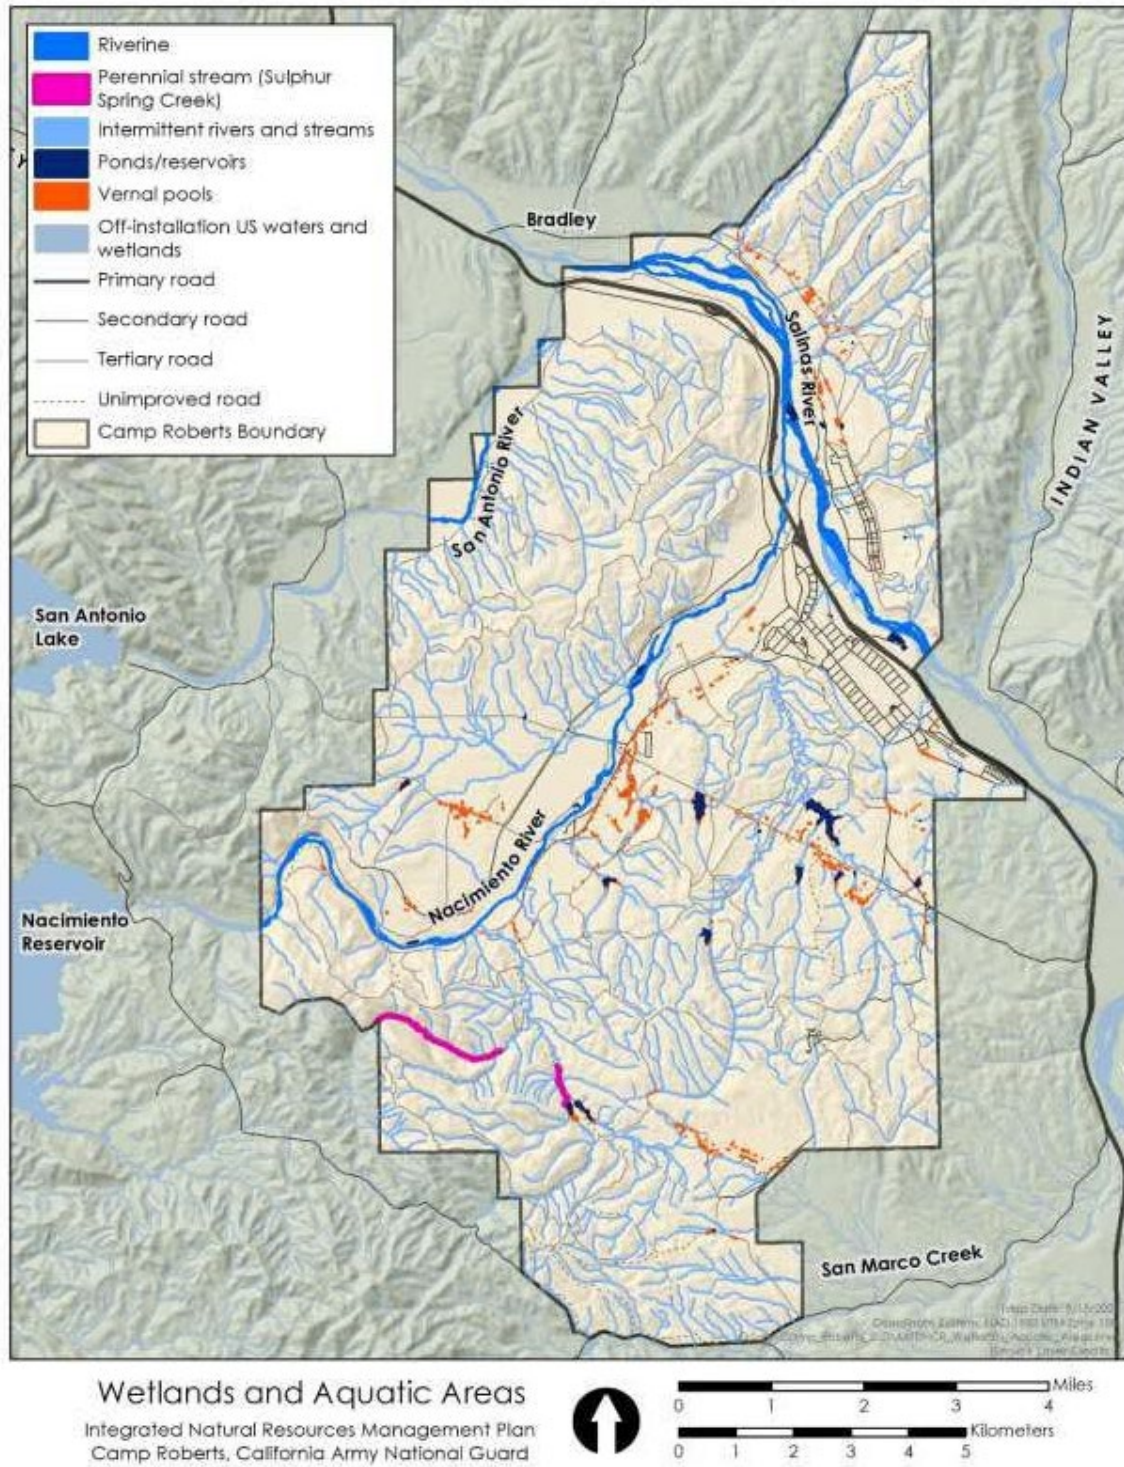 Riverine
Perennial stream (Sulphur
Spring Creek)
Intermittent rivers and streams
Ponds/reservoirs
Vernal pools
Off-installation US waters and
wetlands
Primary road
Secondary road
Tertiary road
Unimproved road
Camp Roberts Boundary
Bradley
Salinas River
INDIAN VALLEY
San Antonio River
San Antonio
Lake
Nacimiento River
Nacimiento
Reservoir
San Marco Creek
Wetlands and Aquatic Areas
Integrated Natural Resources Management Plan
Camp Roberts, California Army National Guard
0 1 2 3 4 Miles
0 1 2 3 4 5 Kilometers